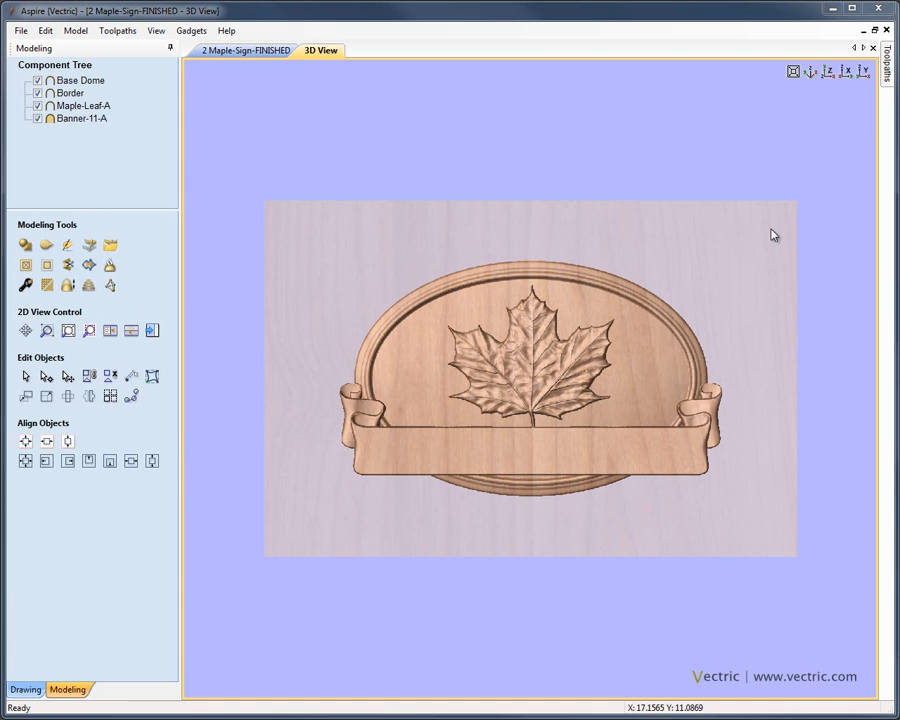 Aspire (Vectric) - [2 Maple-Sign-FINISHED - 3D View]
File Edit Model Toolpaths View Gadgets Help
Modeling
2 Maple-Sign-FINISHED 3D View
Toolpaths
Component Tree
Base Dome
Border
Maple-Leaf-A
Banner-11-A
Modeling Tools
2D View Control
Edit Objects
Align Objects
Vectric | www.vectric.com
Drawing Modeling
Ready X: 17.1565 Y: 11.0869